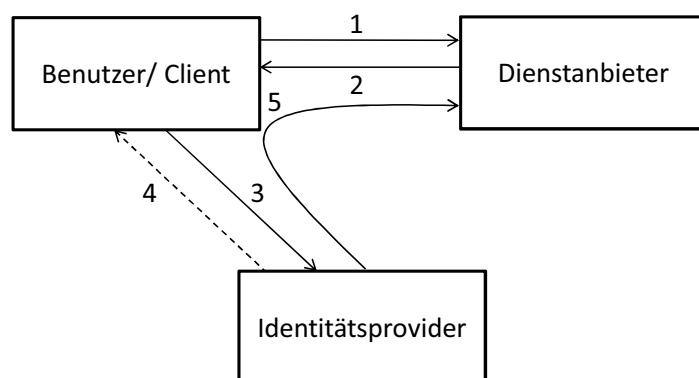 1
Benutzer/ Client
Dienstanbieter
2
5
4
3
Identitätsprovider